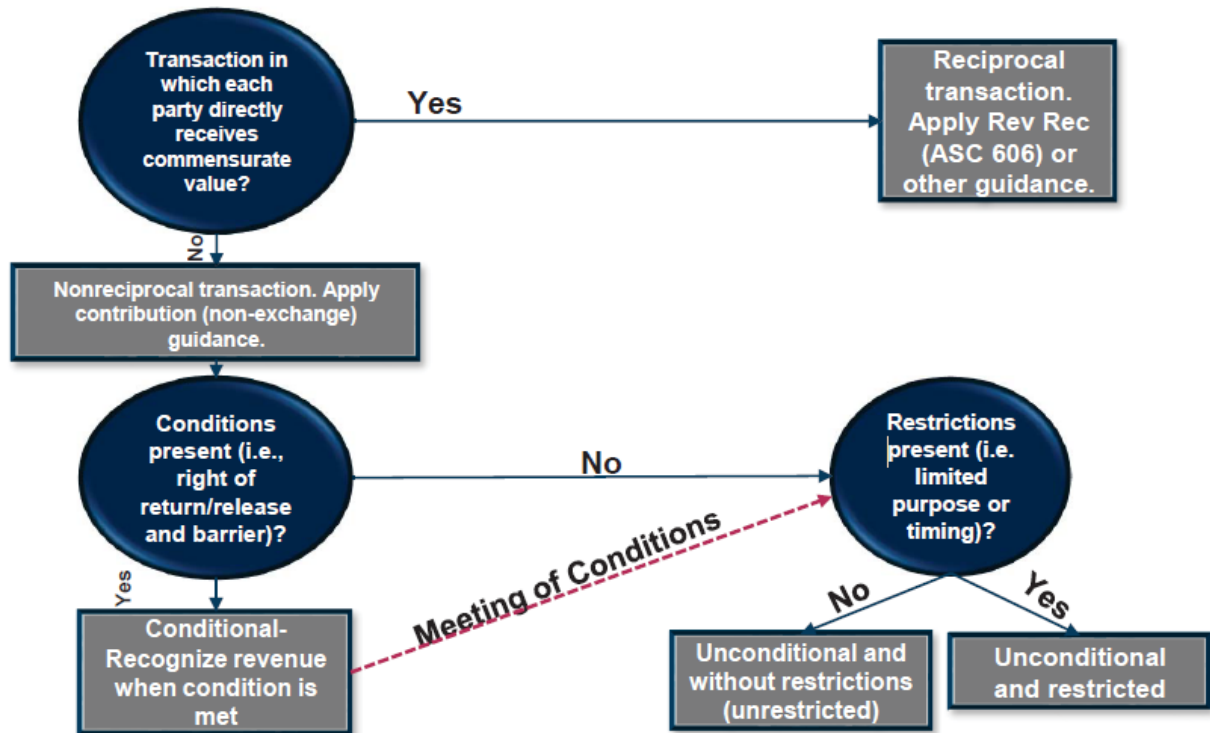 Transaction in
which each
party directly
receives
commensurate
value?
Yes
Reciprocal
transaction.
Apply Rev Rec
(ASC 606) or
other guidance.
No
Nonreciprocal transaction. Apply
contribution (non-exchange)
guidance.
Conditions
present (i.e.,
right of
return/release
and barrier)?
No
Restrictions
present (i.e.
limited
purpose or
timing)?
Yes
Conditional-
Recognize revenue
when condition is
met
Meeting of Conditions
No
Yes
Unconditional and
without restrictions
(unrestricted)
Unconditional
and restricted